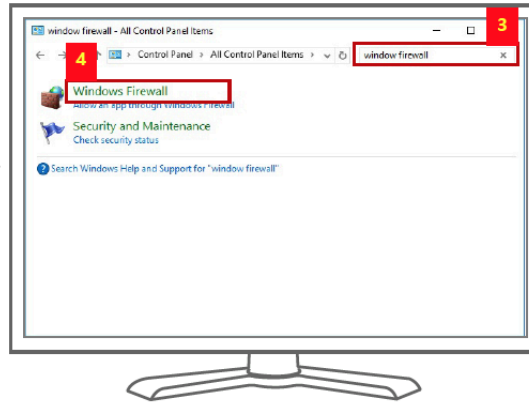 3
window firewall - All Control Panel Items
4
Control Panel > All Control Panel Items >
window firewall
Windows Firewall
Allow an app through Windows Firewall
Security and Maintenance
Check security status
Search Windows Help and Support for "window firewall"